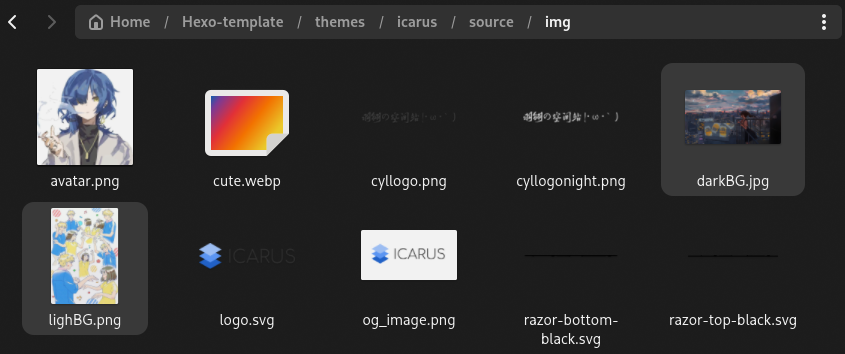 Home / Hexo-template / themes / icarus / source / img
avatar.png
cute.webp
cyllogo.png
cyllogonight.png
darkBG.jpg
ICARUS
ICARUS
lighBG.png
logo.svg
og_image.png
razor-bottom-
black.svg
razor-top-black.svg